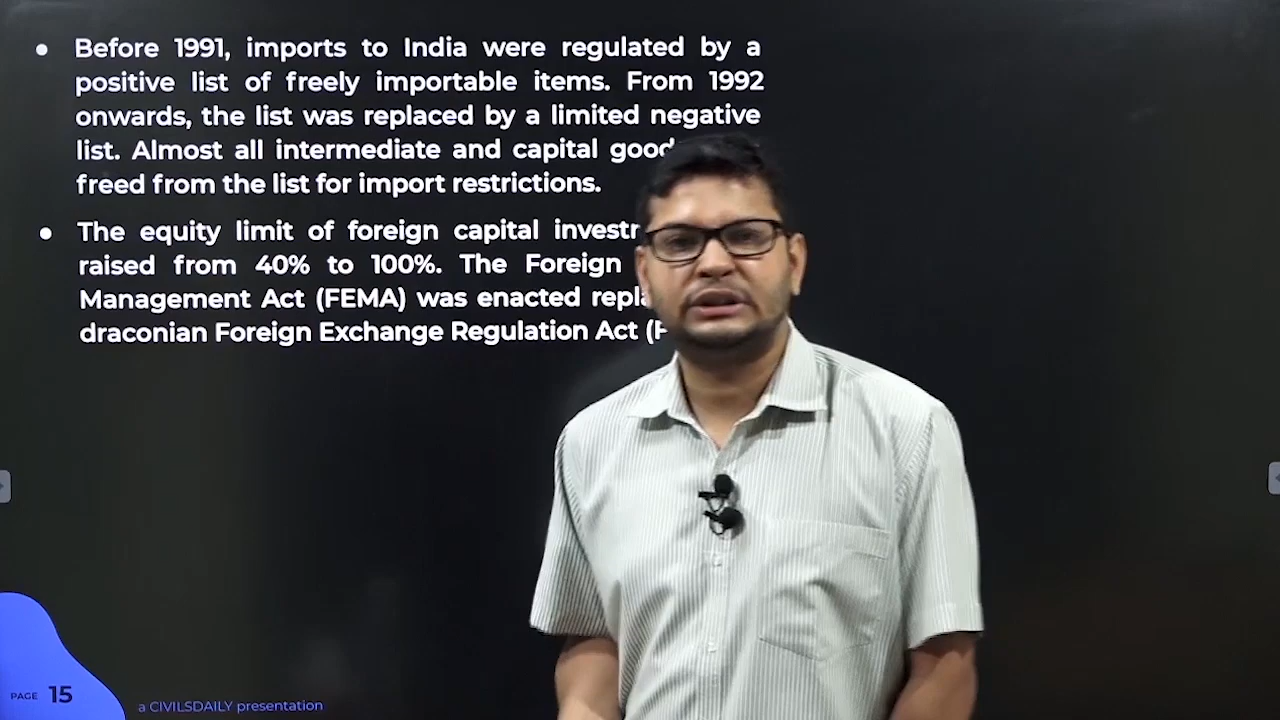 ● Before 1991, imports to India were regulated by a
positive list of freely importable items. From 1992
onwards, the list was replaced by a limited negative
list. Almost all intermediate and capital
freed from the list for import restrictions.
● The equity limit of foreign capital
raised from 40% to 100%. The Foreign
Management Act (FEMA) was enacted
draconian Foreign Exchange Regulation Act
PAGE 15
a CIVILSDAILY presentation